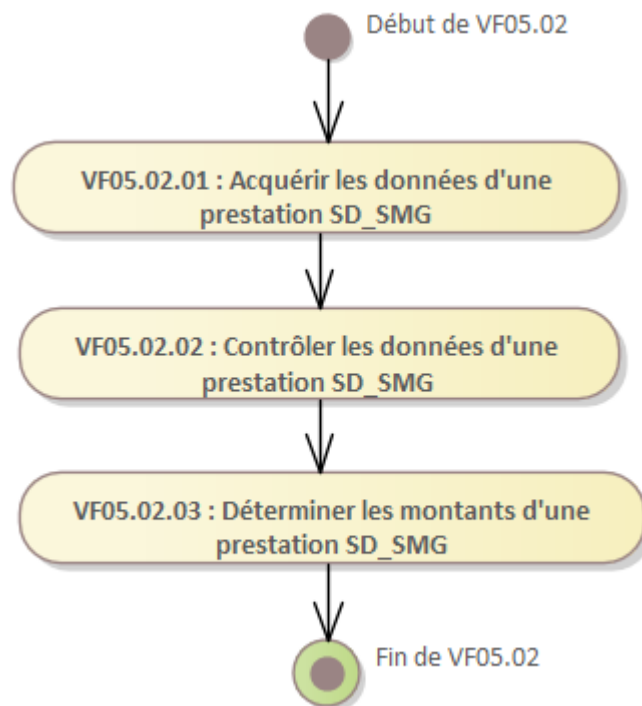 Début de VF05.02
VF05.02.01 : Acquérir les données d'une
prestation SD_SMG
VF05.02.02 : Contrôler les données d'une
prestation SD_SMG
VF05.02.03 : Déterminer les montants d'une
prestation SD_SMG
Fin de VF05.02